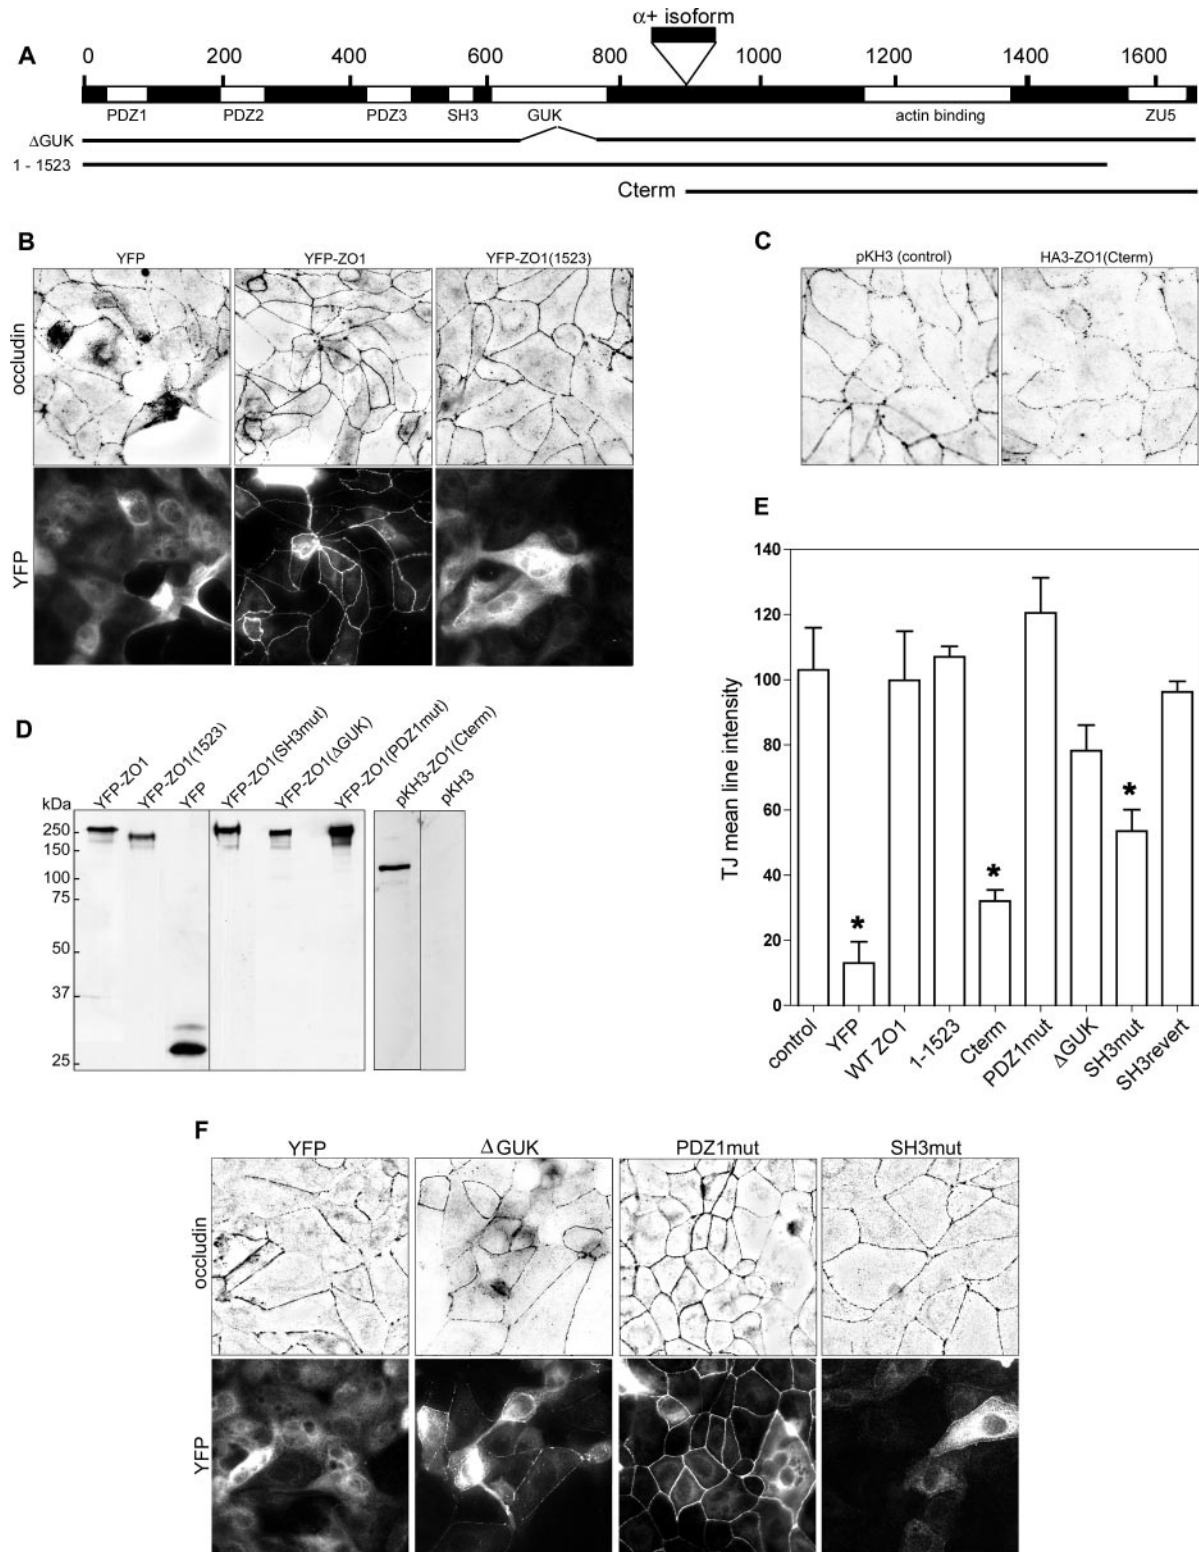 α+ isoform
A
0 200 400 600 800 1000 1200 1400 1600
PDZ1 PDZ2 PDZ3 SH3 GUK actin binding ZU5
ΔGUK
1 - 1523
Cterm
B
YFP YFP-ZO1 YFP-ZO1(1523)
occludin
YFP
C
pKH3 (control) HA3-ZO1(Cterm)
D
YFP-ZO1 YFP-ZO1(1523) YFP YFP-ZO1(SH3mut) YFP-ZO1(ΔGUK) YFP-ZO1(PDZ1mut) pKH3-ZO1(Cterm) pKH3
kDa
250
150
100
75
50
37
25
E
TJ mean line intensity
140
120
100
80
60
40
20
0
* * *
control YFP WT ZO1 1-1523 Cterm PDZ1mut ΔGUK SH3mut SH3revert
F
YFP Δ GUK PDZ1mut SH3mut
occludin
YFP